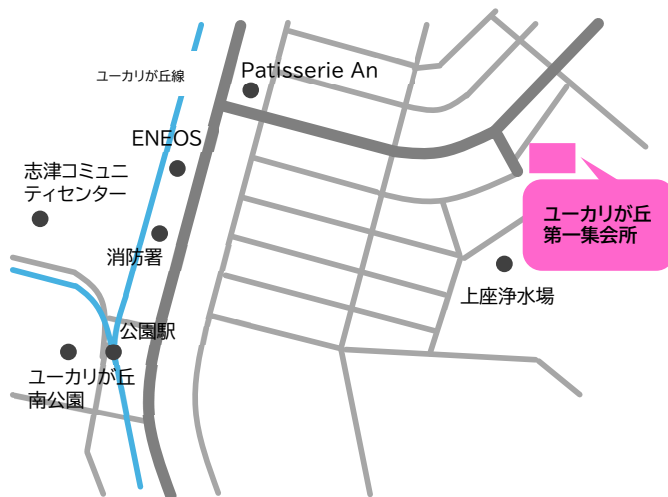 Patisserie An
ユーカリが丘線
ENEOS
志津コミュニ
ティセンター
ユーカリが丘
第一集会所
消防署
上座浄水場
公園駅
ユーカリが丘
南公園